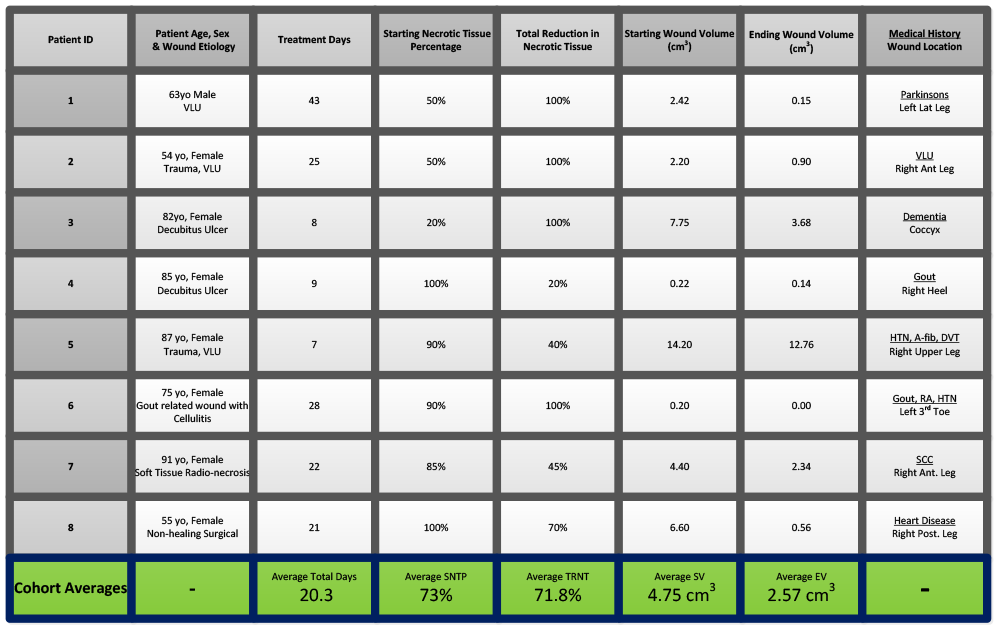 Patient ID
Patient Age, Sex
& Wound Etiology
Treatment Days
Starting Necrotic Tissue
Percentage
Total Reduction in
Necrotic Tissue
Starting Wound Volume
(cm³)
Ending Wound Volume
(cm³)
Medical History
Wound Location
1
63yo Male
VLU
43
50%
100%
2.42
0.15
Parkinsons
Left Lat Leg
2
54 yo, Female
Trauma, VLU
25
50%
100%
2.20
0.90
VLU
Right Ant Leg
3
82yo, Female
Decubitus Ulcer
8
20%
100%
7.75
3.68
Dementia
Coccyx
4
85 yo, Female
Decubitus Ulcer
9
100%
20%
0.22
0.14
Gout
Right Heel
5
87 yo, Female
Trauma, VLU
7
90%
40%
14.20
12.76
HTN, A-fib, DVT
Right Upper Leg
6
75 yo, Female
Gout related wound with
Cellulitis
28
90%
100%
0.20
0.00
Gout, RA, HTN
Left 3rd Toe
7
91 yo, Female
Soft Tissue Radio-necrosis
22
85%
45%
4.40
2.34
SCC
Right Ant. Leg
8
55 yo, Female
Non-healing Surgical
21
100%
70%
6.60
0.56
Heart Disease
Right Post. Leg
Cohort Averages
-
Average Total Days
20.3
Average SNTP
73%
Average TRNT
71.8%
Average SV
4.75 cm³
Average EV
2.57 cm³
-